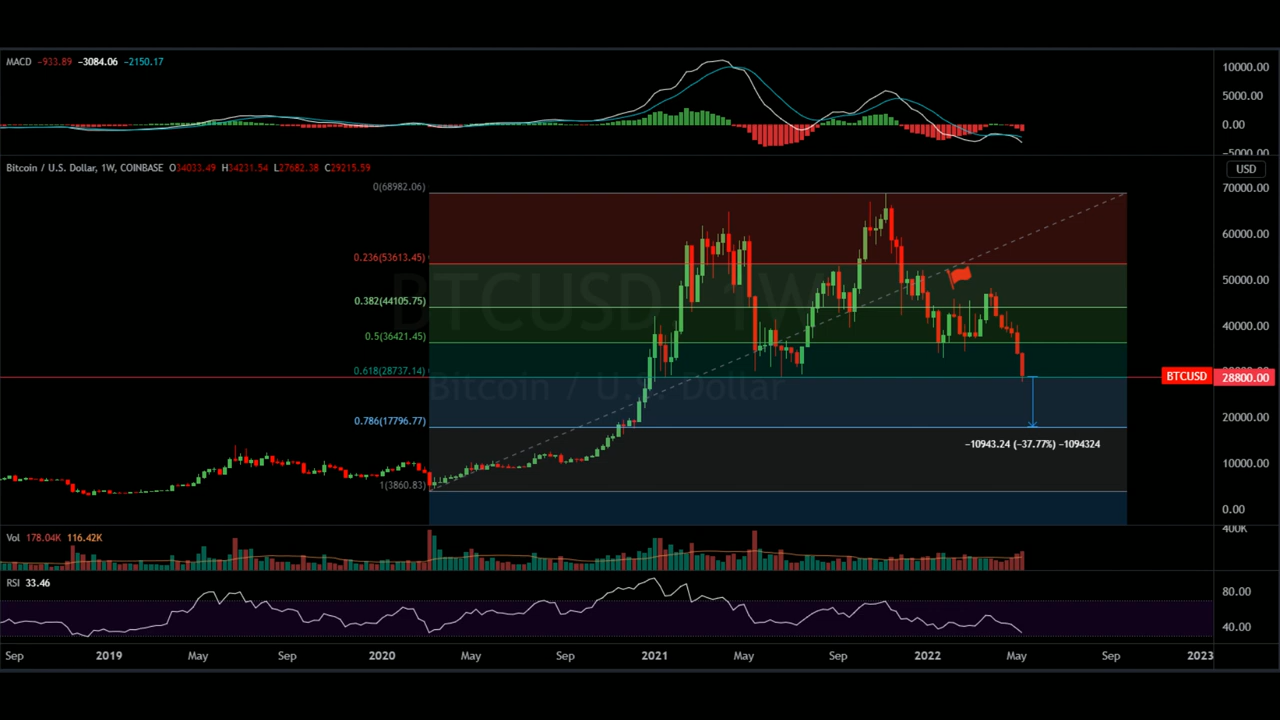 MACD -933.89 -3084.06 -2150.17
10000.00
5000.00
0.00
-5000.00
Bitcoin / U.S. Dollar, 1W, COINBASE O34033.49 H34231.54 L27682.38 C29215.59
USD
0(68982.06)
70000.00
60000.00
0.236(53613.45)
50000.00
BTCUSD, 1W
0.382(44105.75)
40000.00
0.5(36421.45)
0.618(28737.14)
BTCUSD 28800.00
Bitcoin / U.S. Dollar
20000.00
0.786(17796.77)
-10943.24 (-37.77%) -1094324
10000.00
1(3860.83)
0.00
400K
Vol 178.04K 116.42K
RSI 33.46
80.00
40.00
Sep 2019 May Sep 2020 May Sep 2021 May Sep 2022 May Sep 2023